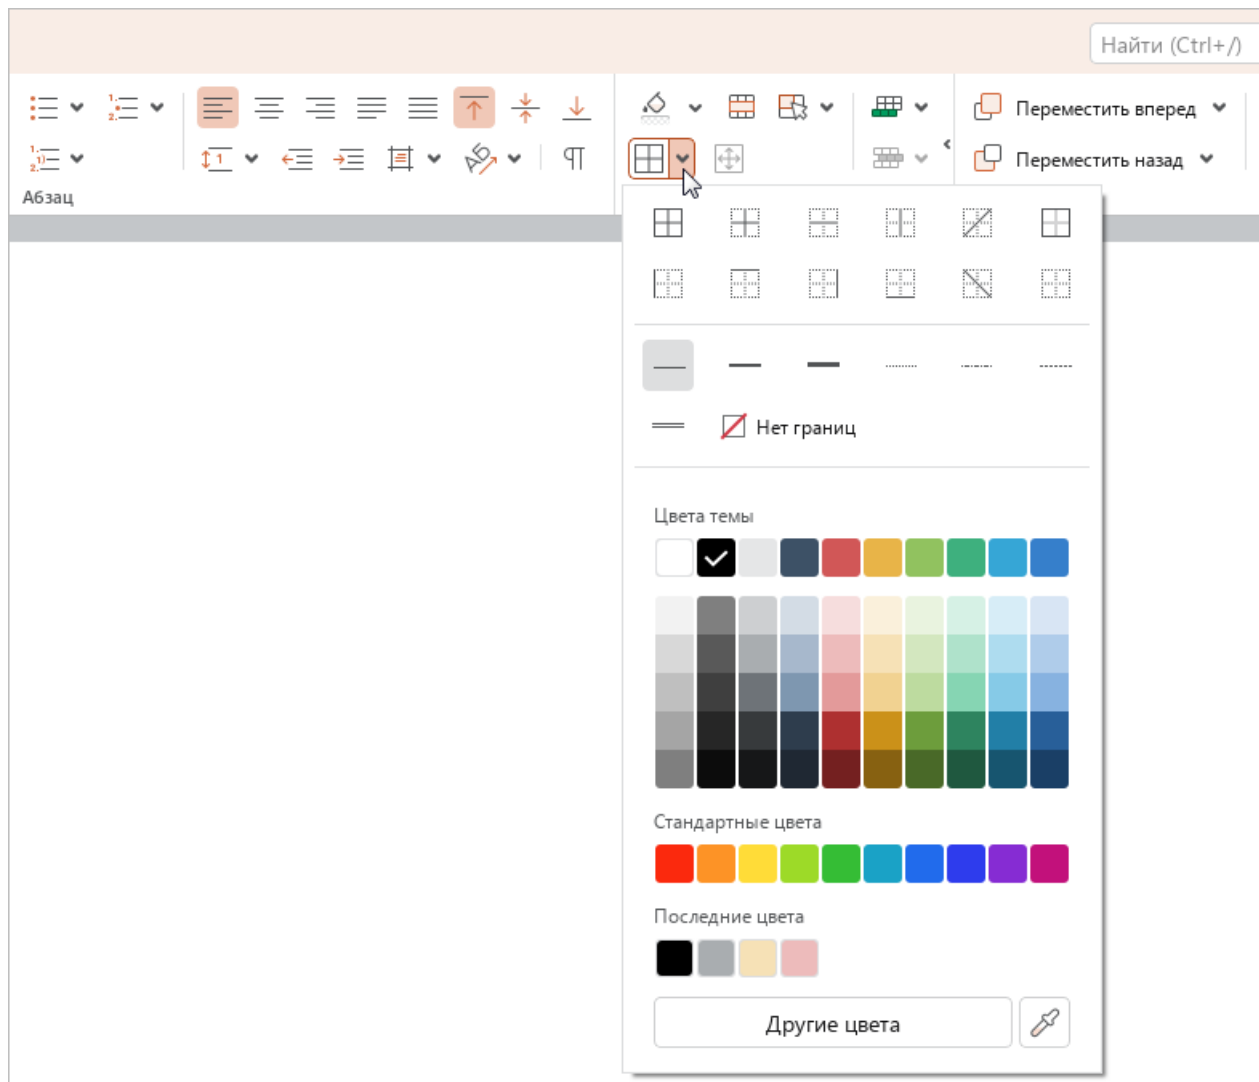 Найти (Ctrl+/)
Переместить вперед
Переместить назад
Абзац
Нет границ
Цвета темы
Стандартные цвета
Последние цвета
Другие цвета